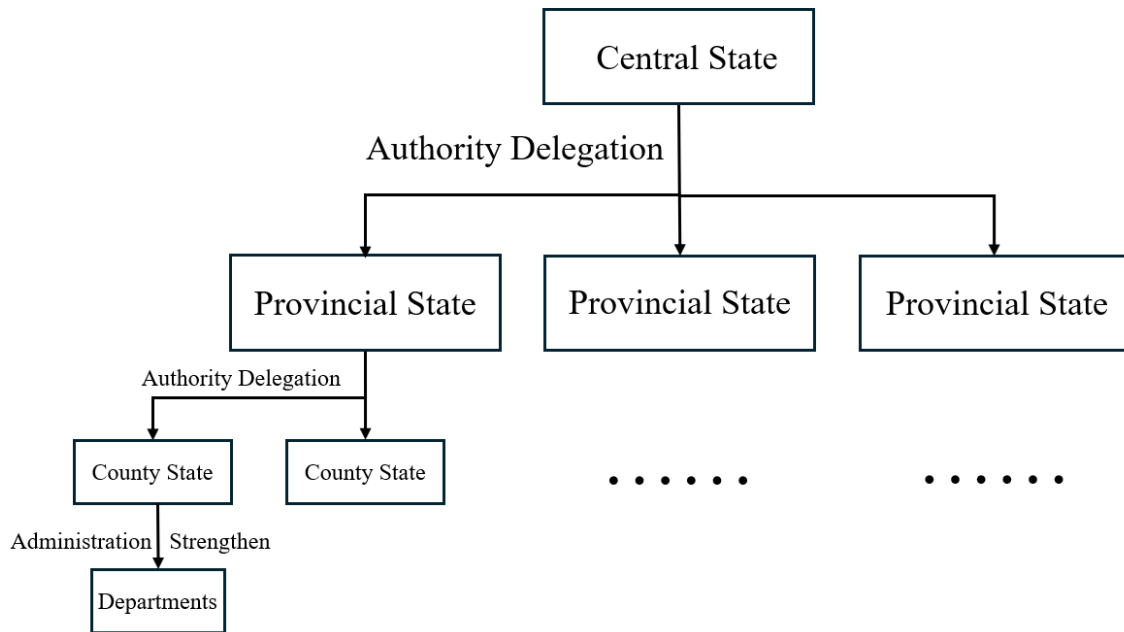 Central State
Authority Delegation
Provincial State
Provincial State
Provincial State
Authority Delegation
County State
County State
. . . . . .
. . . . . .
Administration
Strengthen
Departments